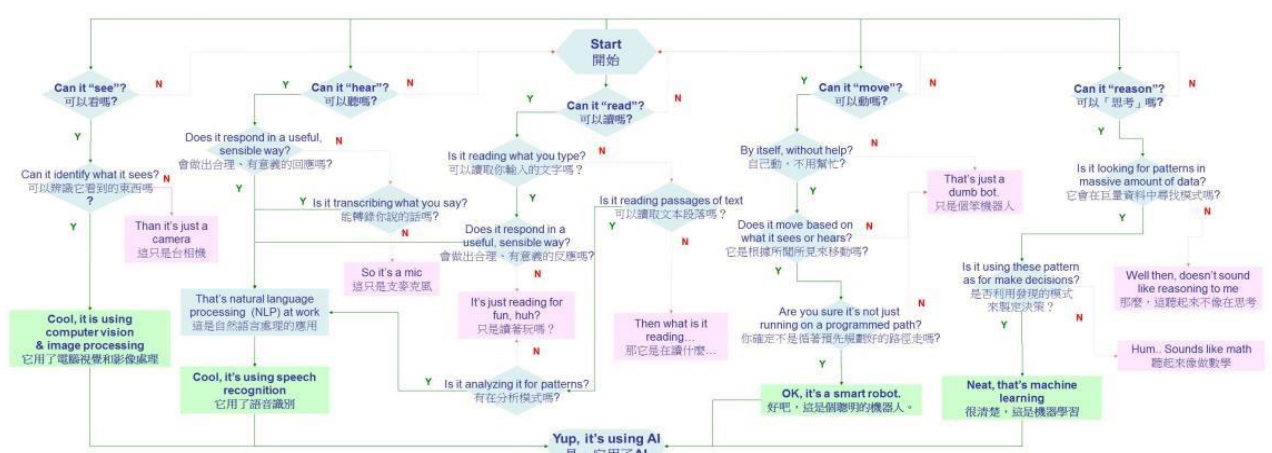 Start
開始
Can it “see”?
可以看嗎?
Y
N
Can it identify what it sees?
可以辨識它看到的東西嗎
?
Y
N
Than it's just a
camera
這只是台相機
Cool, it is using
computer vision
& image processing
它用了電腦視覺和影像處理
Can it “hear”?
可以聽嗎?
Y
N
Does it respond in a useful,
sensible way?
會做出合理、有意義的回應嗎?
Y
N
Is it transcribing what you say?
能轉錄你說的話嗎?
Y
N
So it's a mic
這只是支麥克風
That's natural language
processing (NLP) at work
這是自然語言處理的應用
Cool, it's using speech
recognition
它用了語音識別
Can it “read”?
可以讀嗎?
Y
N
Is it reading what you type?
可以讀取你輸入的文字嗎?
Y
N
Does it respond in a
useful, sensible way?
會做出合理、有意義的反應嗎?
Y
N
It's just reading for
fun, huh?
只是讀著玩嗎?
N
Is it analyzing it for patterns?
有在分析模式嗎?
Y
Is it reading passages of text
可以讀取文本段落嗎?
Y
N
Then what is it
reading…
那它是在讀什麼…
Can it “move”?
可以動嗎?
Y
N
By itself, without help?
自己動,不用幫忙?
Y
N
That's just a
dumb bot.
只是個笨機器人
Does it move based on
what it sees or hears?
它是根據所聞所見來移動嗎?
Y
N
Are you sure it's not just
running on a programmed path?
你確定不是循著預先規劃好的路徑走嗎?
Y
N
OK, it's a smart robot.
好吧,這是個聰明的機器人。
Can it “reason”?
可以「思考」嗎?
Y
N
Is it looking for patterns in
massive amount of data?
它會在巨量資料中尋找模式嗎?
Y
N
Well then, doesn't sound
like reasoning to me
那麼,這聽起來不像在思考
Is it using these pattern
as for make decisions?
是否利用發現的模式
來製定決策?
Y
N
Hum.. Sounds like math
聽起來像做數學
Neat, that's machine
learning
很清楚,這是機器學習
Yup, it's using AI
是,它用了AI